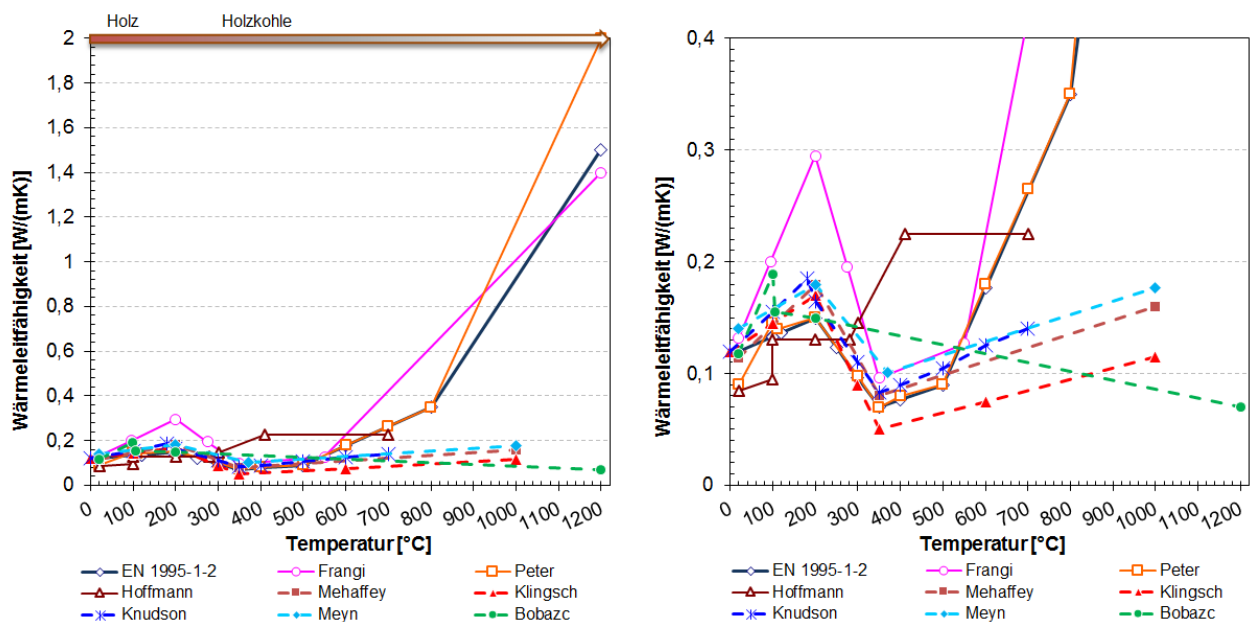 Holz Holzkohle
2
1,8
1,6
1,4
1,2
1
0,8
0,6
0,4
0,2
0
Wärmeleitfähigkeit [W/(mK)]
0 100 200 300 400 500 600 700 800 900 1000 1100 1200
Temperatur [°C]
EN 1995-1-2 Frangi Peter
Hoffmann Mehaffey Klingsch
Knudson Meyn Bobazc
0,4
0,3
0,2
0,1
0
Wärmeleitfähigkeit [W/(mK)]
0 100 200 300 400 500 600 700 800 900 1000 1100 1200
Temperatur [°C]
EN 1995-1-2 Frangi Peter
Hoffmann Mehaffey Klingsch
Knudson Meyn Bobazc